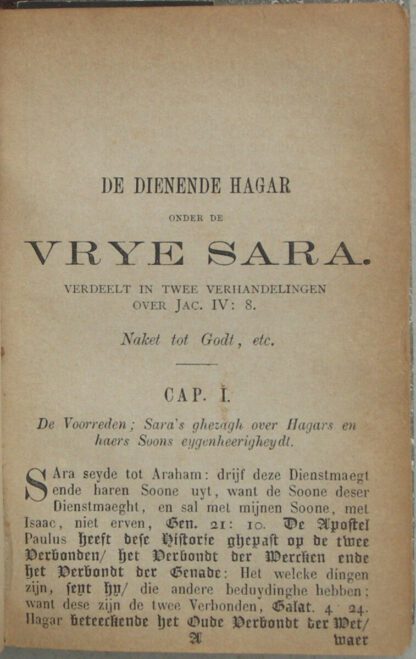 DE DIENENDE HAGAR
ONDER DE
VRYE SARA.
VERDEELT IN TWEE VERHANDELINGEN
OVER JAC. IV: 8.
Naket tot Godt, etc.
CAP. I.
De Voorreden; Sara's ghezagh over Hagars en
haers Soons eygenheerigheydt.
SAra seyde tot Araham: drijf deze Dienstmaegt
ende haren Soone uyt, want de Soone deser
Dienstmaeght, en sal met mijnen Soone, met
Isaac, niet erven, Gen. 21: 10. De Apostel
Paulus heeft dese Historie ghepast op de twee
Verbonden/ het Verbondt der Wercken ende
het Verbondt der Genade: Het welcke dingen
zijn, seyt hy/ die andere beduydinghe hebben:
want dese zijn de twee Verbonden, Galat. 4 24.
Hagar beteeckende het Oude Verbondt der Wet/
A waer